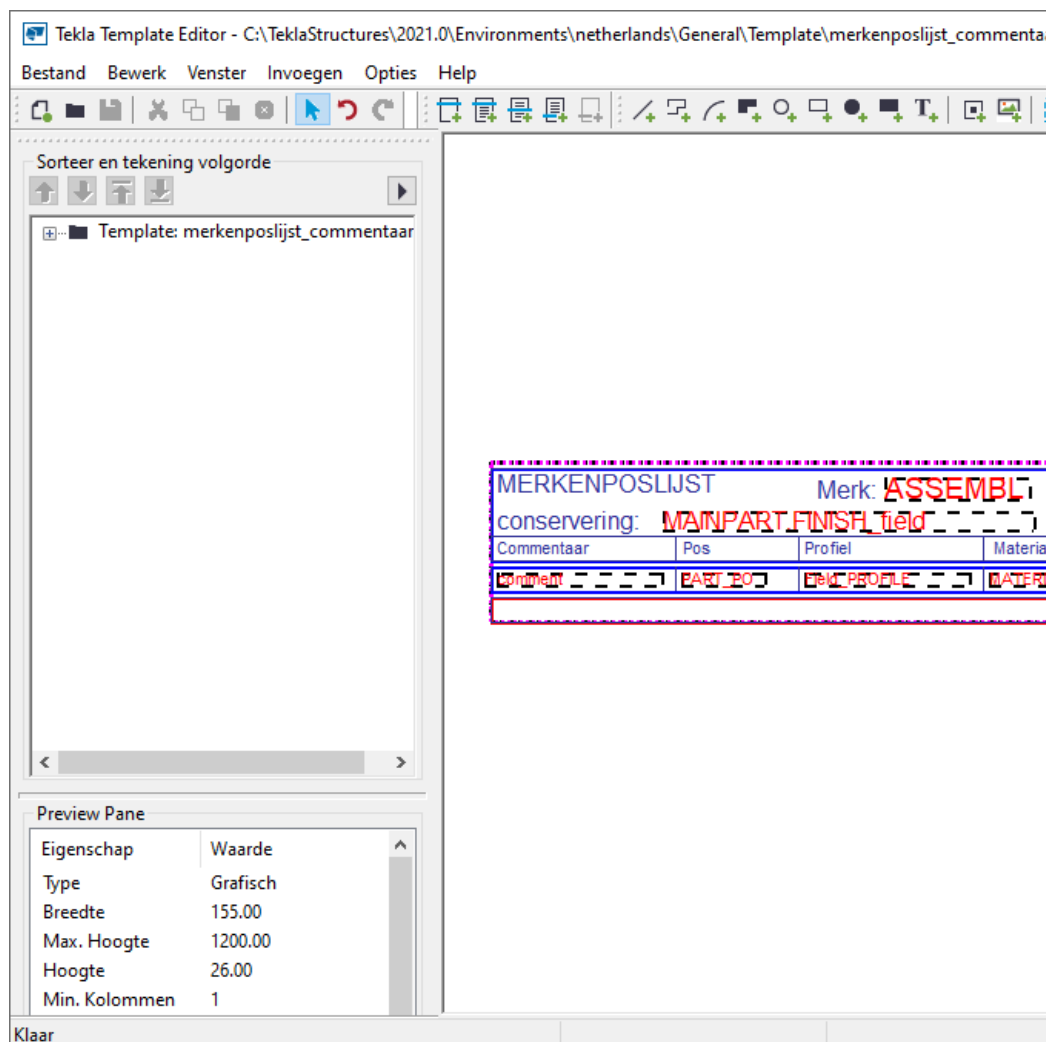 Tekla Template Editor - C:\TeklaStructures\2021.0\Environments\netherlands\General\Template\merkenposlijst_commentaa
Bestand Bewerk Venster Invoegen Opties Help
Sorteer en tekening volgorde
Template: merkenposlijst_commentaar
MERKENPOSLIJST Merk: ASSEMBL
conservering: MAINPART.FINISH_field
Commentaar Pos Profiel Materia
comment PART_PO Field_PROFILE MATERI
Preview Pane
Eigenschap Waarde
Type Grafisch
Breedte 155.00
Max. Hoogte 1200.00
Hoogte 26.00
Min. Kolommen 1
Klaar